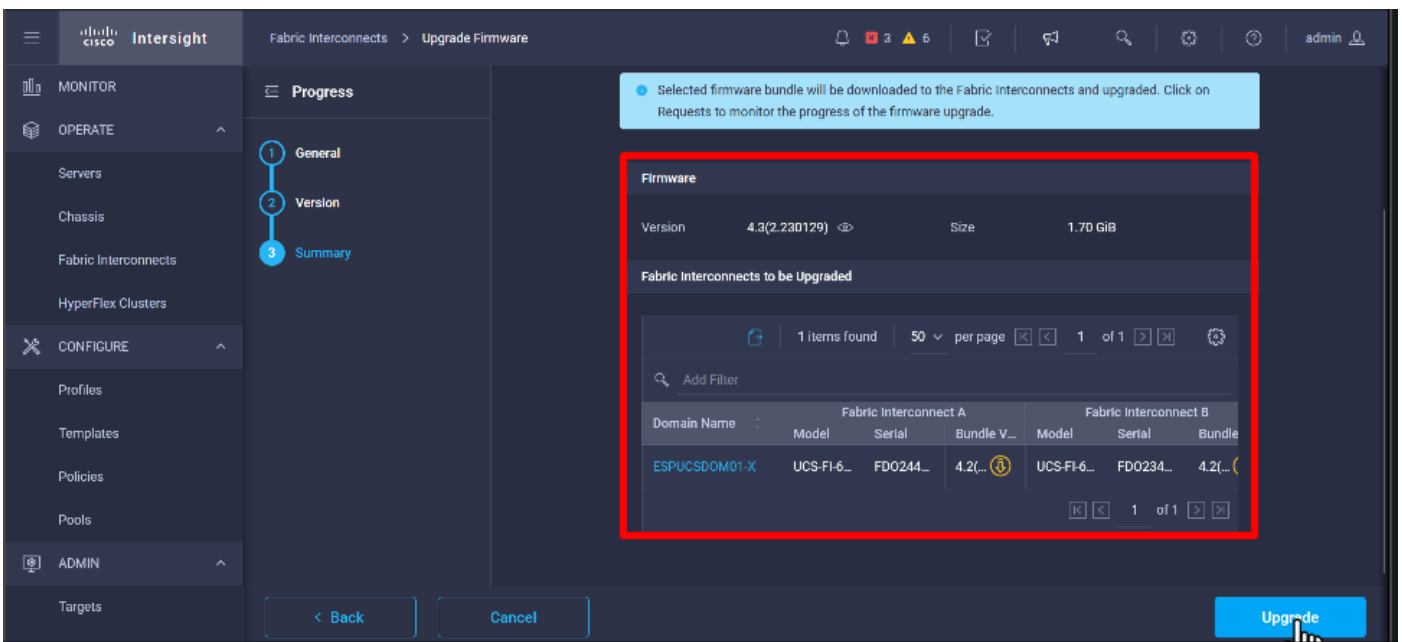 cisco Intersight
Fabric Interconnects > Upgrade Firmware
3 6
admin
MONITOR
OPERATE
Servers
Chassis
Fabric Interconnects
HyperFlex Clusters
CONFIGURE
Profiles
Templates
Policies
Pools
ADMIN
Targets
Progress
1 General
2 Version
3 Summary
Selected firmware bundle will be downloaded to the Fabric Interconnects and upgraded. Click on
Requests to monitor the progress of the firmware upgrade.
Firmware
Version 4.3(2.230129) Size 1.70 GiB
Fabric Interconnects to be Upgraded
1 items found 50 per page 1 of 1
Add Filter
Domain Name Fabric Interconnect A Fabric Interconnect B
Model Serial Bundle V... Model Serial Bundle
ESPUCSDOM01-X UCS-FI-6... FDO244... 4.2(... UCS-FI-6... FDO234... 4.2(...
1 of 1
< Back Cancel Upgrade